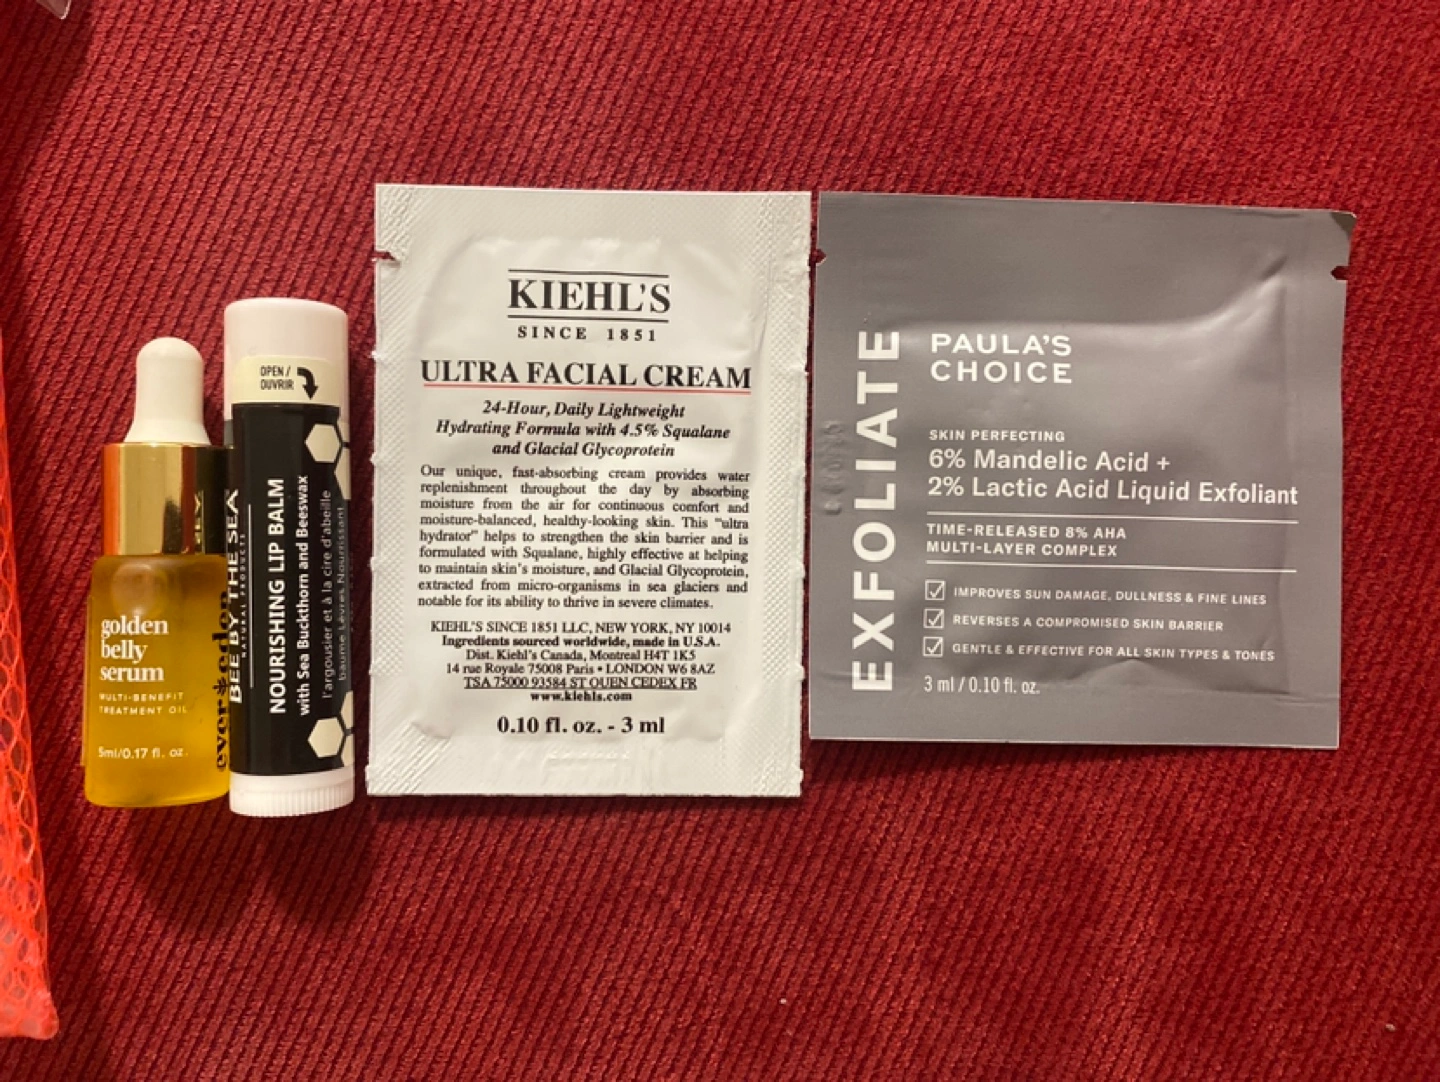 golden
belly
serum
MULTI-BENEFIT
TREATMENT OIL
5ml/0.17 fl. oz.
ever eden
OPEN /
OUVRIR
BEE BY THE SEA
NATURAL PRODUCTS
NOURISHING LIP BALM
with Sea Buckthorn and Beeswax
l'argousier et à la cire d'abeille
baume Lèvres Nourrissant
KIEHL'S
SINCE 1851
ULTRA FACIAL CREAM
24-Hour, Daily Lightweight
Hydrating Formula with 4.5% Squalane
and Glacial Glycoprotein
Our unique, fast-absorbing cream provides water
replenishment throughout the day by absorbing
moisture from the air for continuous comfort and
moisture-balanced, healthy-looking skin. This "ultra
hydrator" helps to strengthen the skin barrier and is
formulated with Squalane, highly effective at helping
to maintain skin's moisture, and Glacial Glycoprotein,
extracted from micro-organisms in sea glaciers and
notable for its ability to thrive in severe climates.
KIEHL'S SINCE 1851 LLC, NEW YORK, NY 10014
Ingredients sourced worldwide, made in U.S.A.
Dist. Kiehl's Canada, Montreal H4T 1K5
14 rue Royale 75008 Paris • LONDON W6 8AZ
TSA 75000 93584 ST OUEN CEDEX FR
www.kiehls.com
0.10 fl. oz. - 3 ml
EXFOLIATE
PAULA'S
CHOICE
SKIN PERFECTING
6% Mandelic Acid +
2% Lactic Acid Liquid Exfoliant
TIME-RELEASED 8% AHA
MULTI-LAYER COMPLEX
IMPROVES SUN DAMAGE, DULLNESS & FINE LINES
REVERSES A COMPROMISED SKIN BARRIER
GENTLE & EFFECTIVE FOR ALL SKIN TYPES & TONES
3 ml / 0.10 fl. oz.